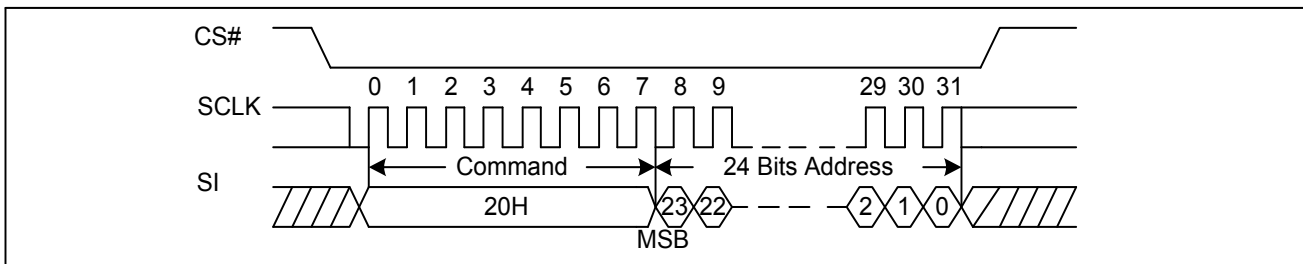 CS#
0 1 2 3 4 5 6 7 8 9 29 30 31
SCLK
Command 24 Bits Address
SI
20H 23 22 2 1 0
MSB